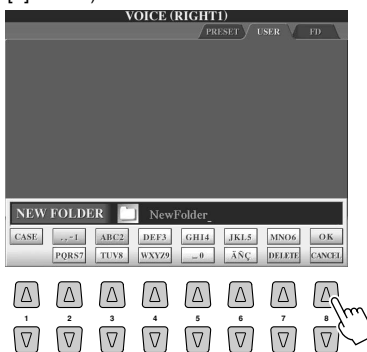 VOICE (RIGHT1)
PRESET USER FD
NEW FOLDER NewFolder_
CASE .,-1 ABC2 DEF3 GHI4 JKL5 MNO6 OK
PQRS7 TUV8 WXYZ9 _0 ÄÑÇ DELETE CANCEL
1 2 3 4 5 6 7 8